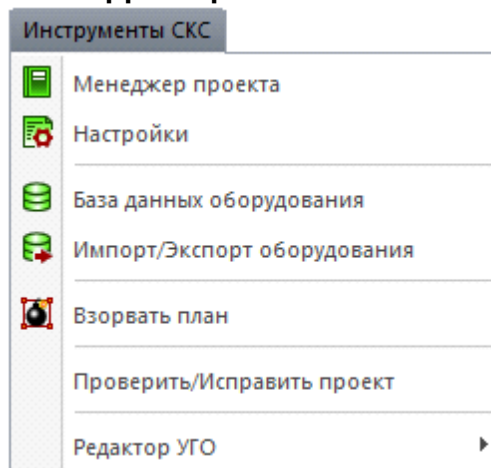 Инструменты СКС
Менеджер проекта
Настройки
База данных оборудования
Импорт/Экспорт оборудования
Взорвать план
Проверить/Исправить проект
Редактор УГО